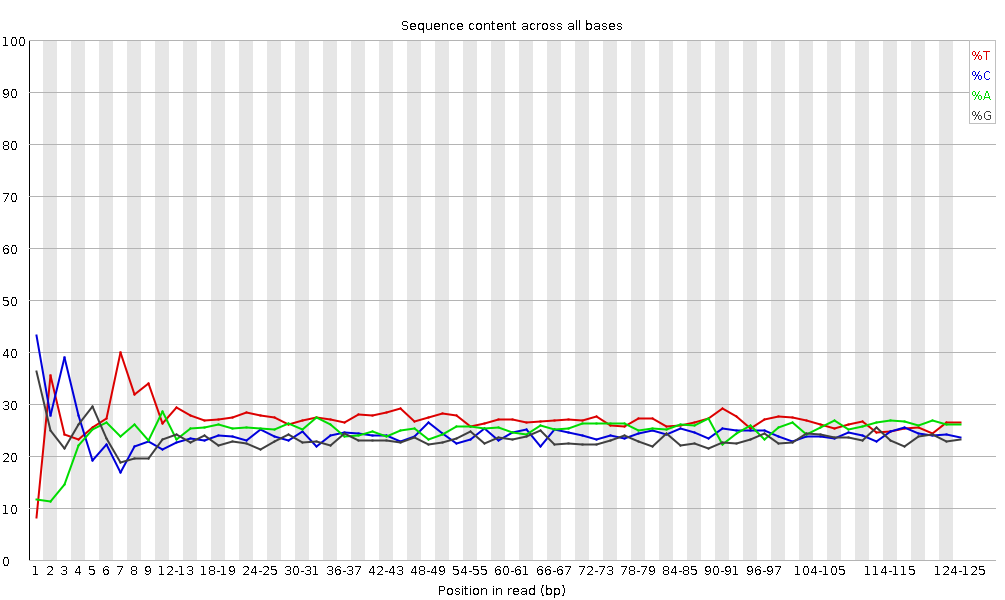 Sequence content across all bases
100
90
80
70
60
50
40
30
20
10
0
%T
%C
%A
%G
1 2 3 4 5 6 7 8 9 12-13 18-19 24-25 30-31 36-37 42-43 48-49 54-55 60-61 66-67 72-73 78-79 84-85 90-91 96-97 104-105 114-115 124-125
Position in read (bp)